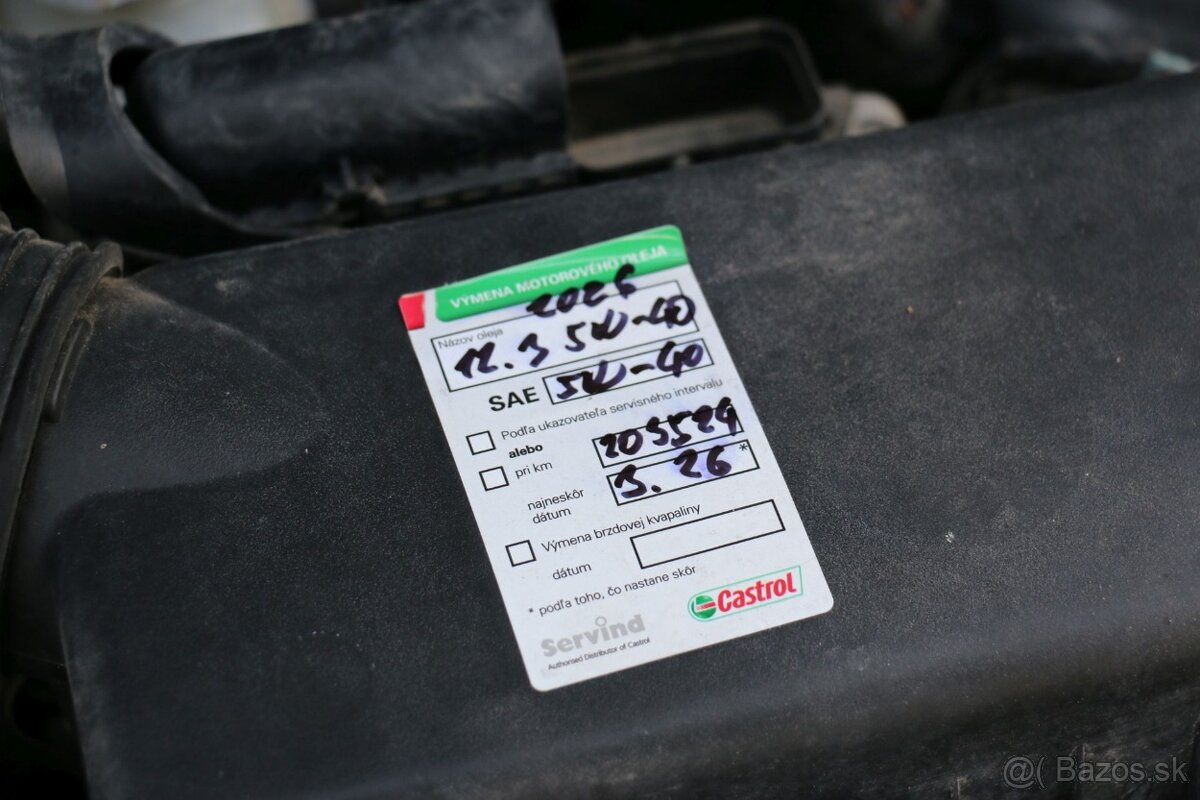 VÝMENA MOTOROVÉHO OLEJA
Názov oleja
12.3 5W-40
SAE 5W-40
Podľa ukazovateľa servisného intervalu
alebo
pri km
najneskôr
dátum 3. 26 *
Výmena brzdovej kvapaliny
dátum
* podľa toho, čo nastane skôr
Servind
Authorised Distributor of Castrol
Castrol
@( Bazos.sk